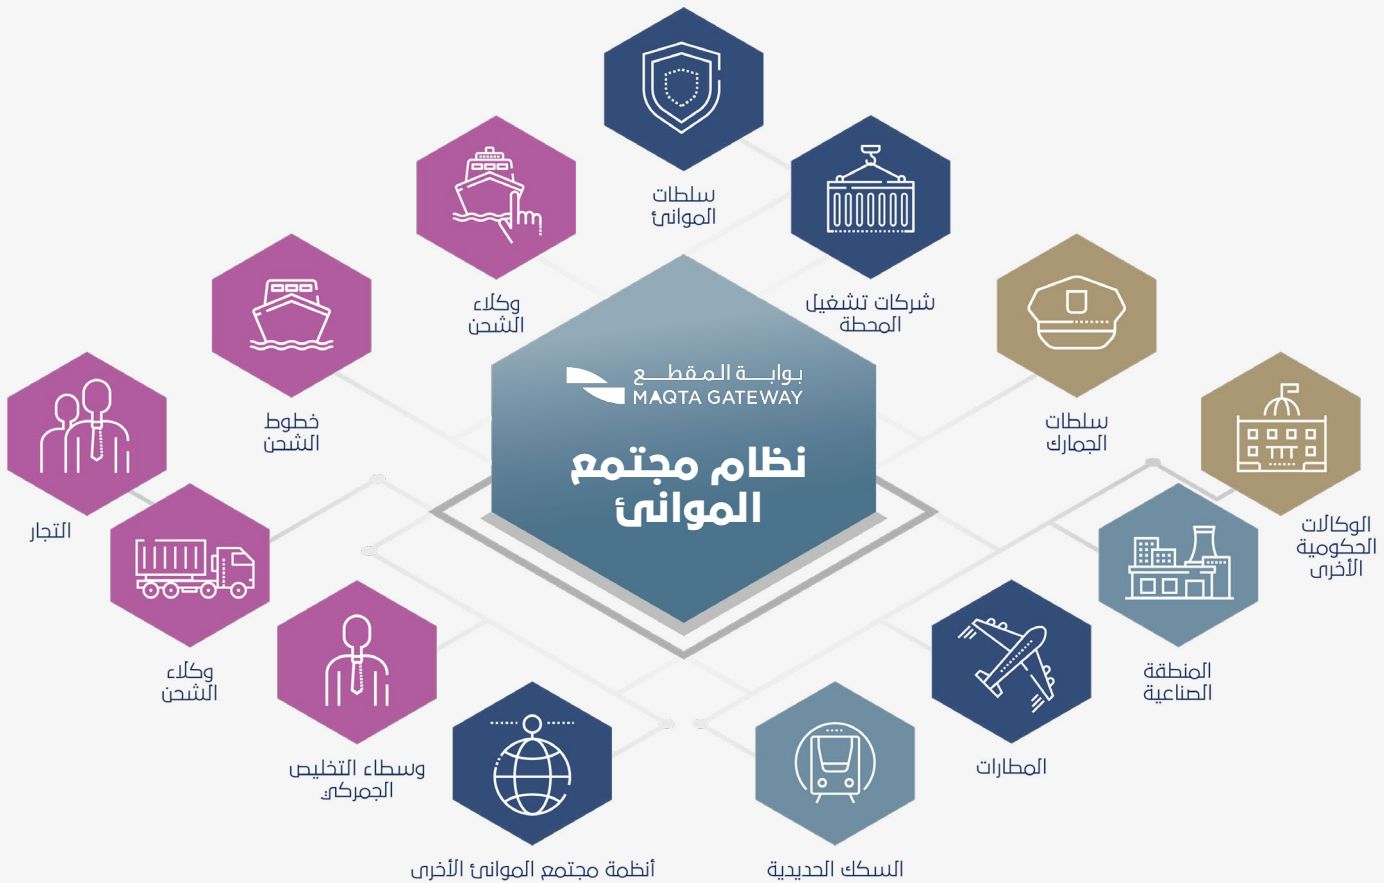 سلطات
الموانئ
وكلاء
الشحن
شركات تشغيل
المحطة
خطوط
الشحن
سلطات
الجمارك
بوابة المقطع
MAQTA GATEWAY
نظام مجتمع
الموانئ
التجار
الوكالات
الحكومية
الأخرى
وكلاء
الشحن
المنطقة
الصناعية
وسطاء التخليص
الجمركي
المطارات
أنظمة مجتمع الموانئ الأخرى
السكك الحديدية